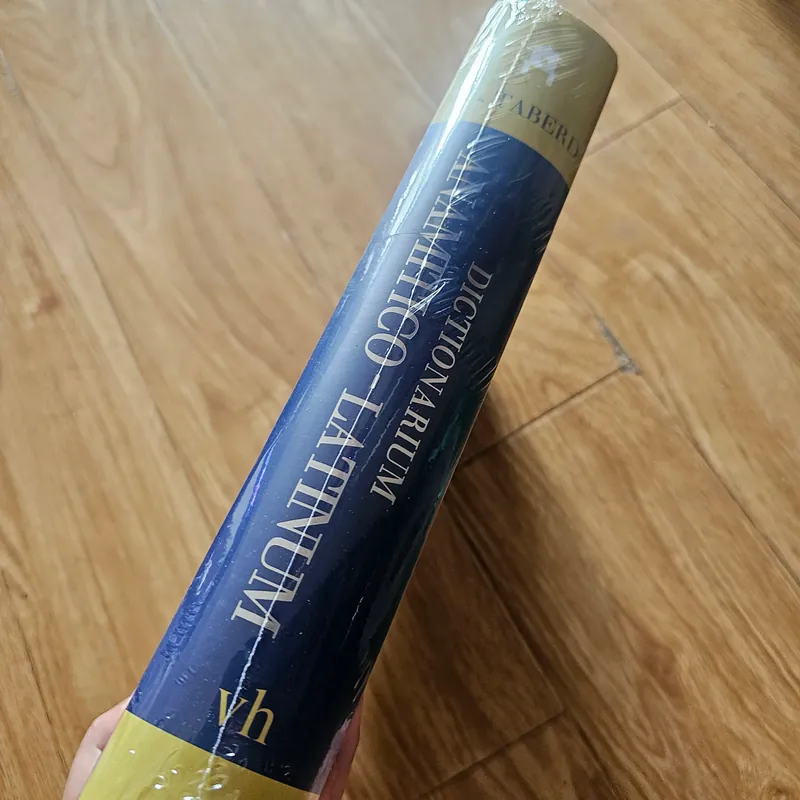 TABERD
DICTIONARIUM
ANAMITICO-LATINUM
vh